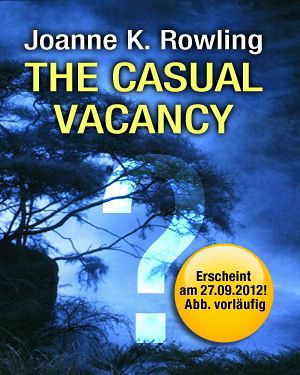 Joanne K. Rowling
THE CASUAL
VACANCY
?
Erscheint
am 27.09.2012!
Abb. vorläufig